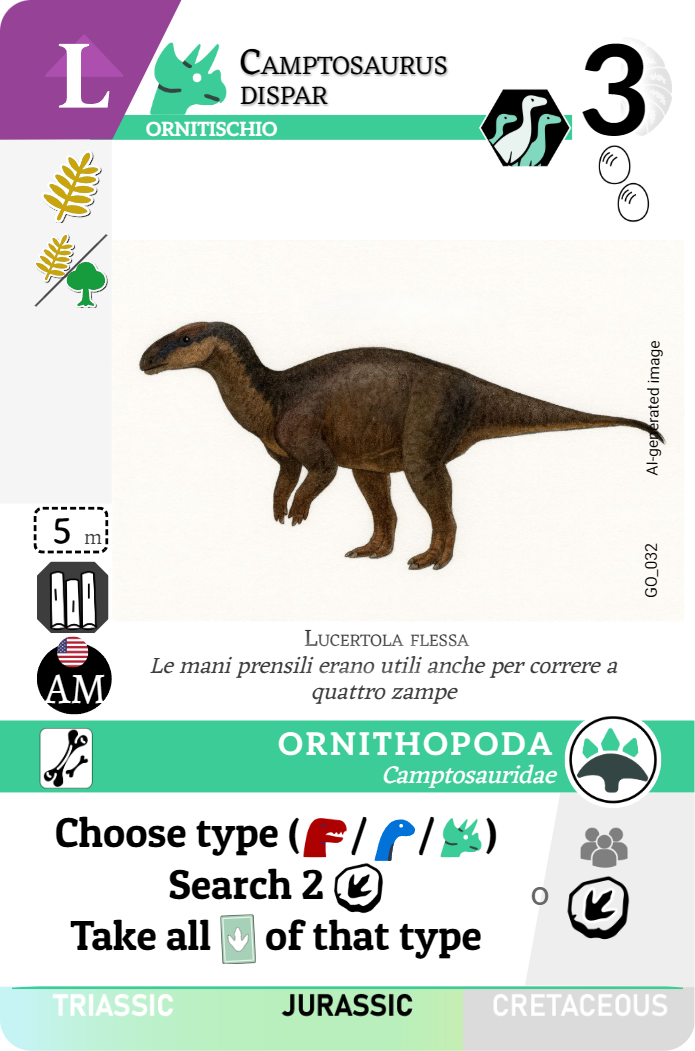 L
CAMPTOSAURUS
DISPAR
3
ORNITISCHIO
AI-generated image
5 m
GO_032
AM
LUCERTOLA FLESSA
Le mani prensili erano utili anche per correre a
quattro zampe
ORNITHOPODA
Camptosauridae
Choose type ( / / )
Search 2
O
Take all of that type
TRIASSIC JURASSIC CRETACEOUS